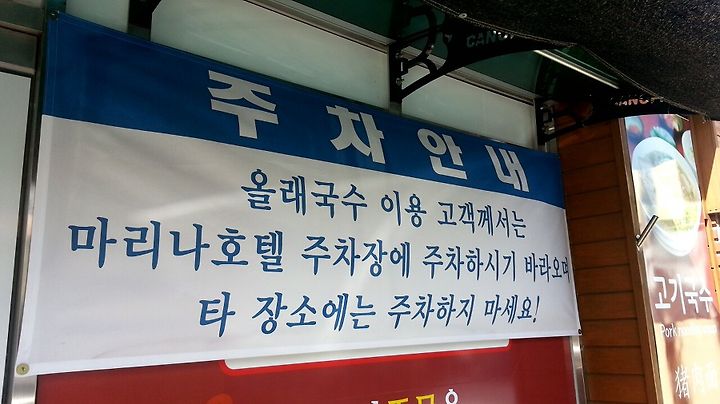 주차안내
올래국수 이용 고객께서는
마리나호텔 주차장에 주차하시기 바라오며
타 장소에는 주차하지 마세요!
고기국수
Pork noodle